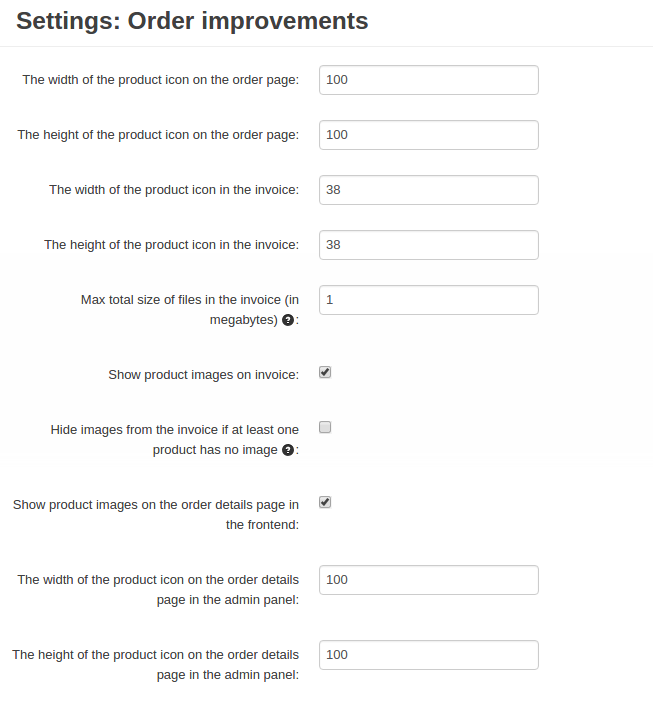 Settings: Order improvements
The width of the product icon on the order page: 100
The height of the product icon on the order page: 100
The width of the product icon in the invoice: 38
The height of the product icon in the invoice: 38
Max total size of files in the invoice (in 1
megabytes) ?:
Show product images on invoice:
Hide images from the invoice if at least one
product has no image ?:
Show product images on the order details page in
the frontend:
The width of the product icon on the order details 100
page in the admin panel:
The height of the product icon on the order details 100
page in the admin panel: